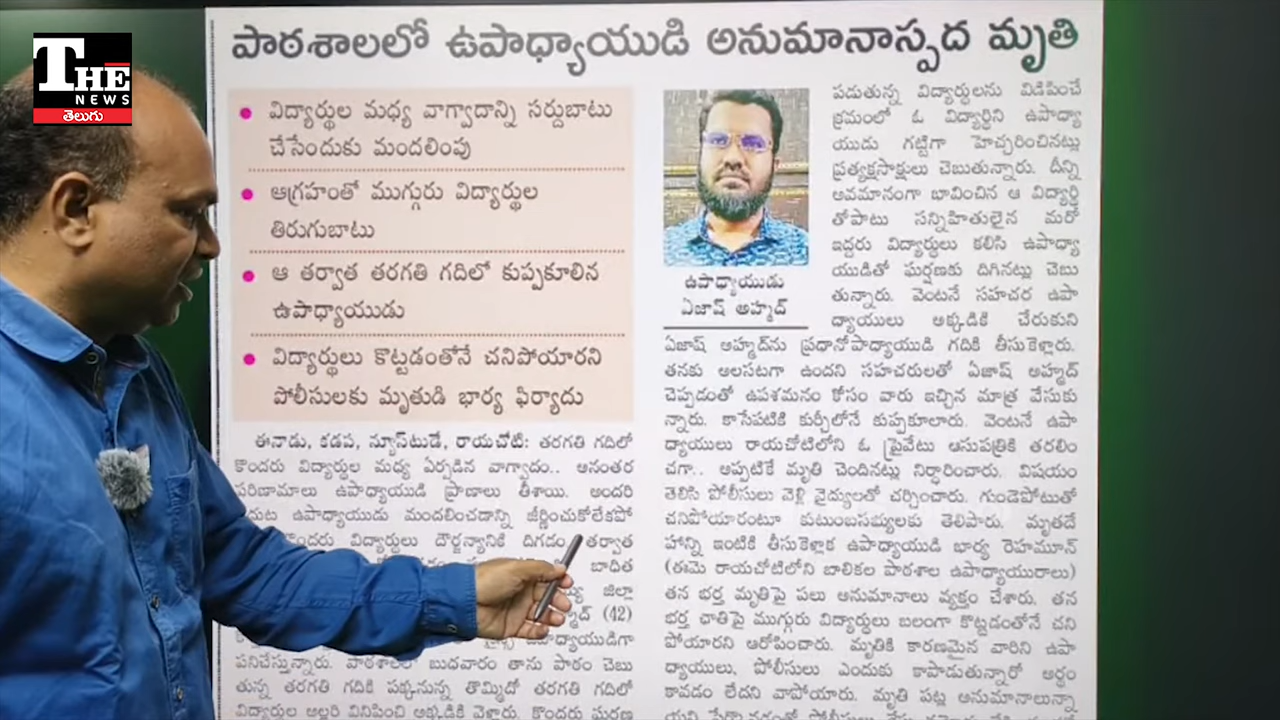 THE
NEWS
తెలుగు
పాఠశాలలో ఉపాధ్యాయుడి అనుమానాస్పద మృతి
విద్యార్థుల మధ్య వాగ్వాదాన్ని సర్దుబాటు
చేసేందుకు మందలింపు
ఆగ్రహంతో ముగ్గురు విద్యార్థుల
తిరుగుబాటు
ఆ తర్వాత తరగతి గదిలో కుప్పకూలిన
ఉపాధ్యాయుడు
విద్యార్థులు కొట్టడంతోనే చనిపోయారని
పోలీసులకు మృతుడి భార్య ఫిర్యాదు
ఈనాడు, కడప, న్యూస్‌టుడే, రాయచోటి: తరగతి గదిలో
కొందరు విద్యార్థుల మధ్య ఏర్పడిన వాగ్వాదం.. అనంతర
పరిణామాలు ఉపాధ్యాయుడి ప్రాణాలు తీశాయి. అందరి
ఎదుట ఉపాధ్యాయుడు మందలించడాన్ని జీర్ణించుకోలేకపో
కొందరు విద్యార్థులు దౌర్జన్యానికి దిగడం తర్వాత
బాధిత
జిల్లా
(42)
ఉపాధ్యాయుడిగా
పనిచేస్తున్నారు. పాఠశాలలో బుధవారం తాను పాఠం చెబు
తున్న తరగతి గదికి పక్కనున్న తొమ్మిదో తరగతి గదిలో
విద్యార్థుల అల్లరి వినిపించి అక్కడికి వెళ్లారు. కొందరు ఘర్షణ
ఉపాధ్యాయుడు
ఏజాష్ అహ్మద్
పడుతున్న విద్యార్థులను విడిపించే
క్రమంలో ఓ విద్యార్థిని ఉపాధ్యా
యుడు గట్టిగా హెచ్చరించినట్లు
ప్రత్యక్షసాక్షులు చెబుతున్నారు. దీన్ని
అవమానంగా భావించిన ఆ విద్యార్థి
తోపాటు సన్నిహితులైన మరో
ఇద్దరు విద్యార్థులు కలిసి ఉపాధ్యా
యుడితో ఘర్షణకు దిగినట్లు చెబు
తున్నారు. వెంటనే సహచర ఉపా
ధ్యాయులు అక్కడికి చేరుకుని
ఏజాష్ అహ్మద్‌ను ప్రధానోపాధ్యాయుడి గదికి తీసుకెళ్లారు.
తనకు అలసటగా ఉందని సహచరులతో ఏజాష్ అహ్మద్
చెప్పడంతో ఉపశమనం కోసం వారు ఇచ్చిన మాత్ర వేసుకు
న్నారు. కాసేపటికి కుర్చీలోనే కుప్పకూలారు. వెంటనే ఉపా
ధ్యాయులు రాయచోటిలోని ఓ ప్రైవేటు ఆసుపత్రికి తరలిం
చగా.. అప్పటికే మృతి చెందినట్లు నిర్ధారించారు. విషయం
తెలిసి పోలీసులు వెళ్లి వైద్యులతో చర్చించారు. గుండెపోటుతో
చనిపోయారంటూ కుటుంబసభ్యులకు తెలిపారు. మృతదే
హాన్ని ఇంటికి తీసుకెళ్లాక ఉపాధ్యాయుడి భార్య రెహమూన్
(ఈమె రాయచోటిలోని బాలికల పాఠశాల ఉపాధ్యాయురాలు)
తన భర్త మృతిపై పలు అనుమానాలు వ్యక్తం చేశారు. తన
భర్త ఛాతిపై ముగ్గురు విద్యార్థులు బలంగా కొట్టడంతోనే చని
పోయారని ఆరోపించారు. మృతికి కారణమైన వారిని ఉపా
ధ్యాయులు, పోలీసులు ఎందుకు కాపాడుతున్నారో అర్థం
కావడం లేదని వాపోయారు. మృతి పట్ల అనుమానాలున్నా